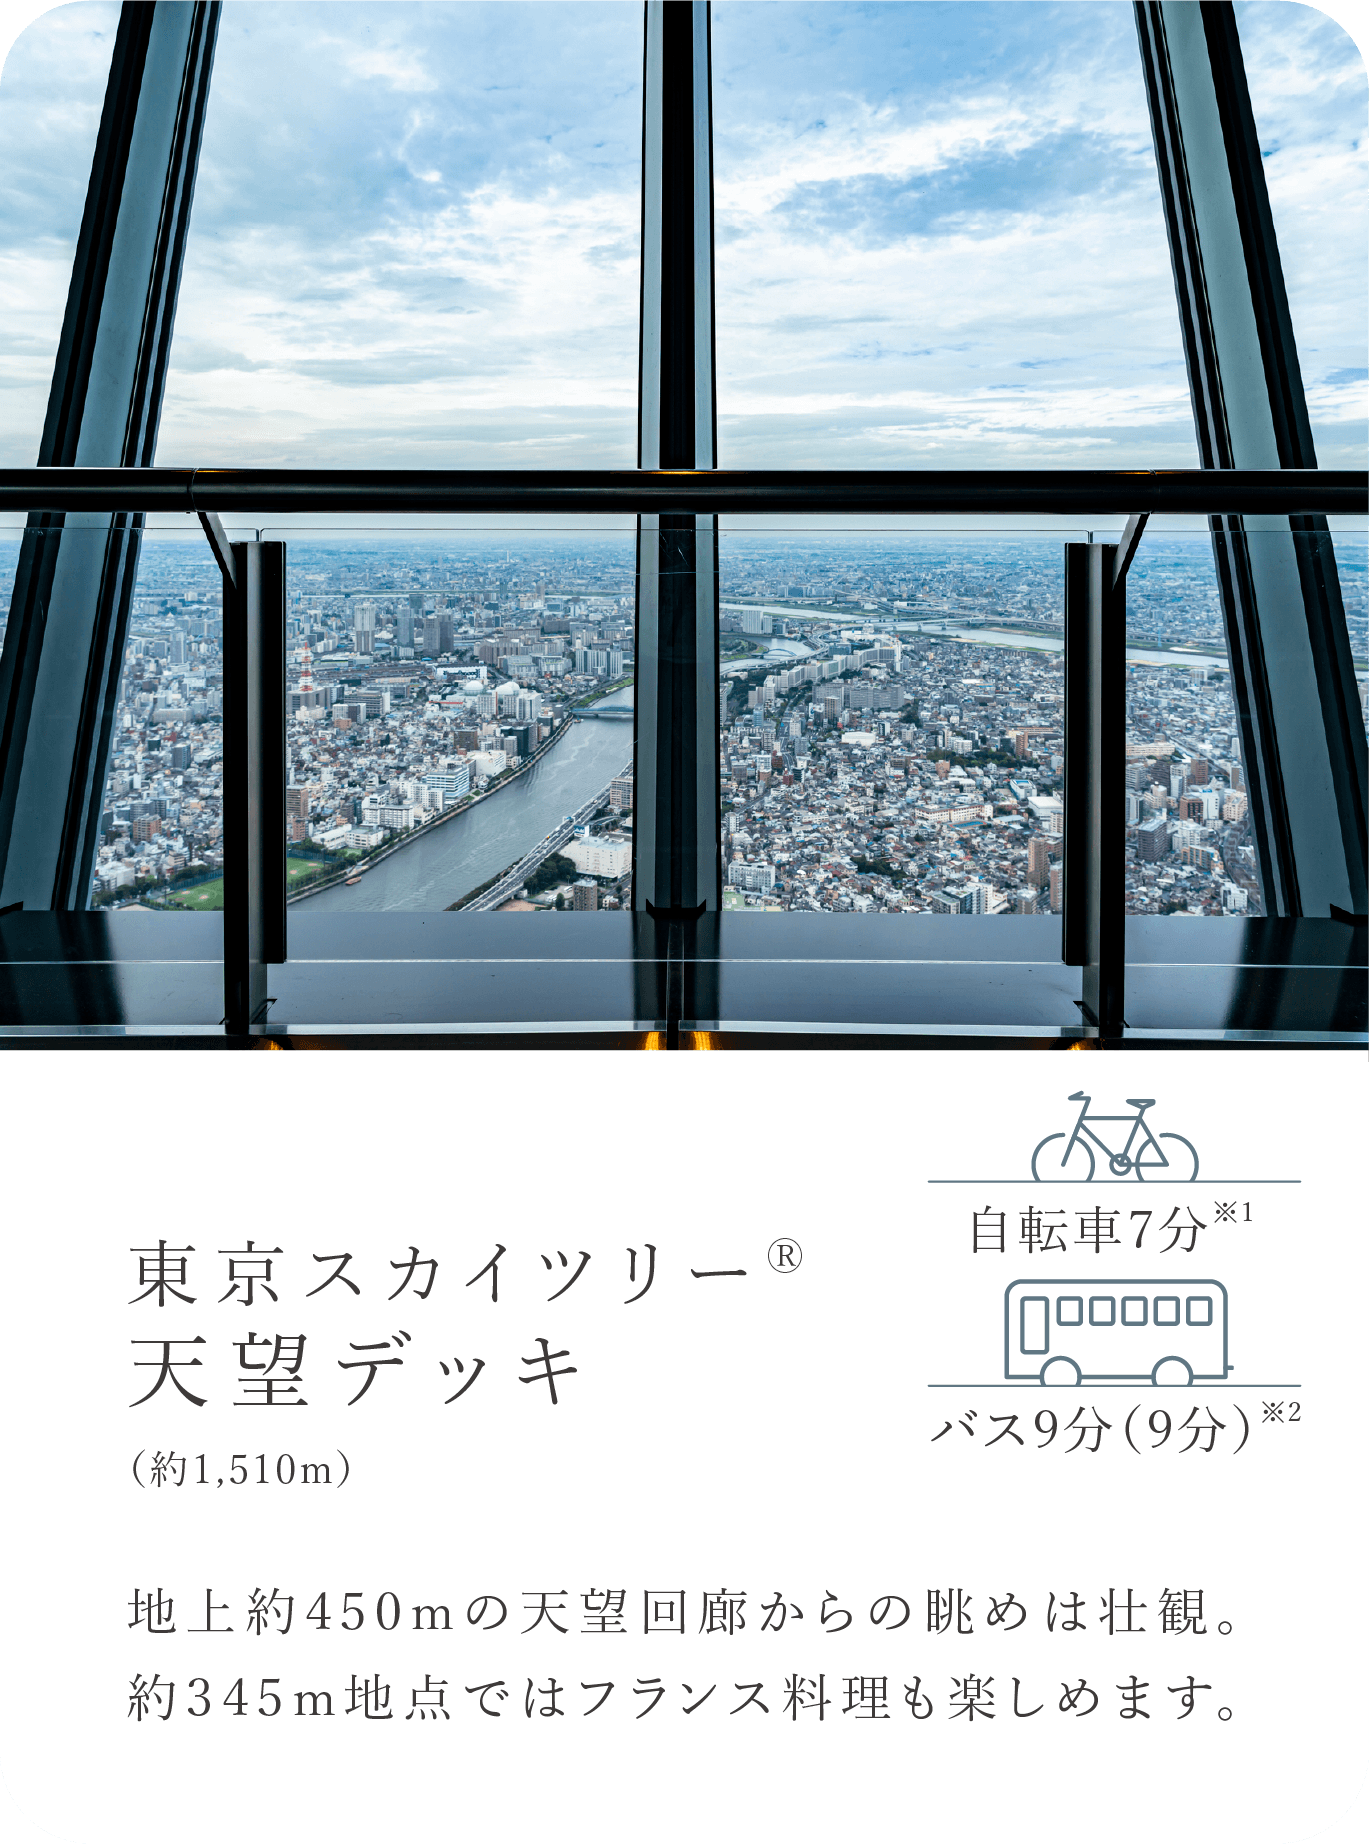 東京スカイツリー®
天望デッキ
（約1,510m）
自転車7分※1
バス9分（9分）※2
地上約450mの天望回廊からの眺めは壮観。
約345m地点ではフランス料理も楽しめます。